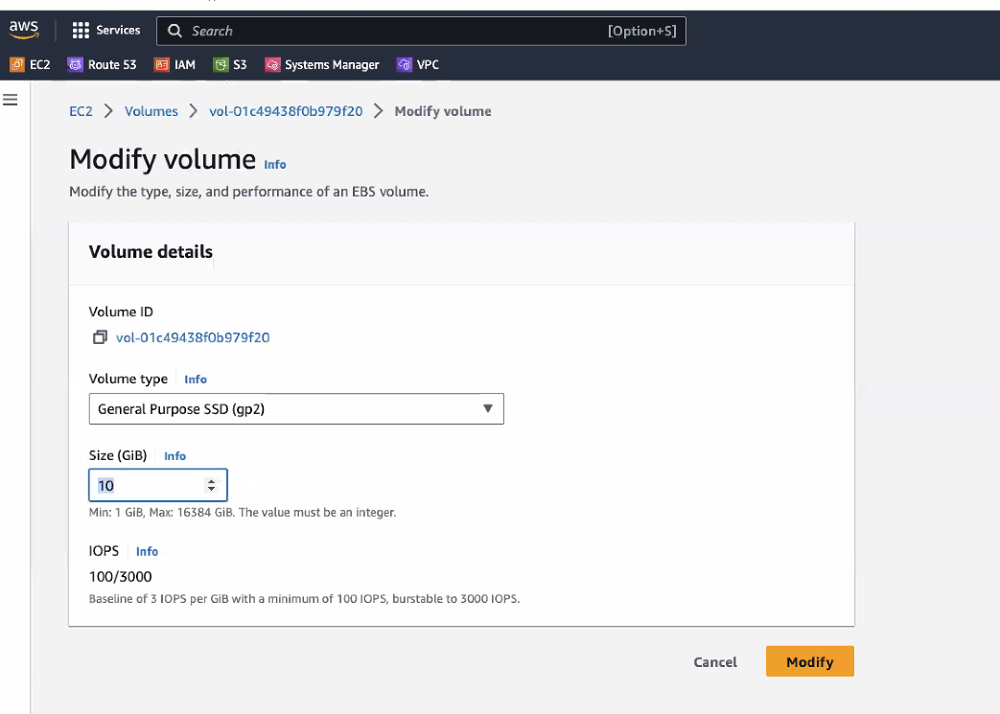 aws
Services
Search
[Option+S]
EC2
Route 53
IAM
S3
Systems Manager
VPC
EC2 > Volumes > vol-01c49438f0b979f20 > Modify volume
Modify volume Info
Modify the type, size, and performance of an EBS volume.
Volume details
Volume ID
vol-01c49438f0b979f20
Volume type Info
General Purpose SSD (gp2)
Size (GiB) Info
10
Min: 1 GiB, Max: 16384 GiB. The value must be an integer.
IOPS Info
100/3000
Baseline of 3 IOPS per GiB with a minimum of 100 IOPS, burstable to 3000 IOPS.
Cancel
Modify